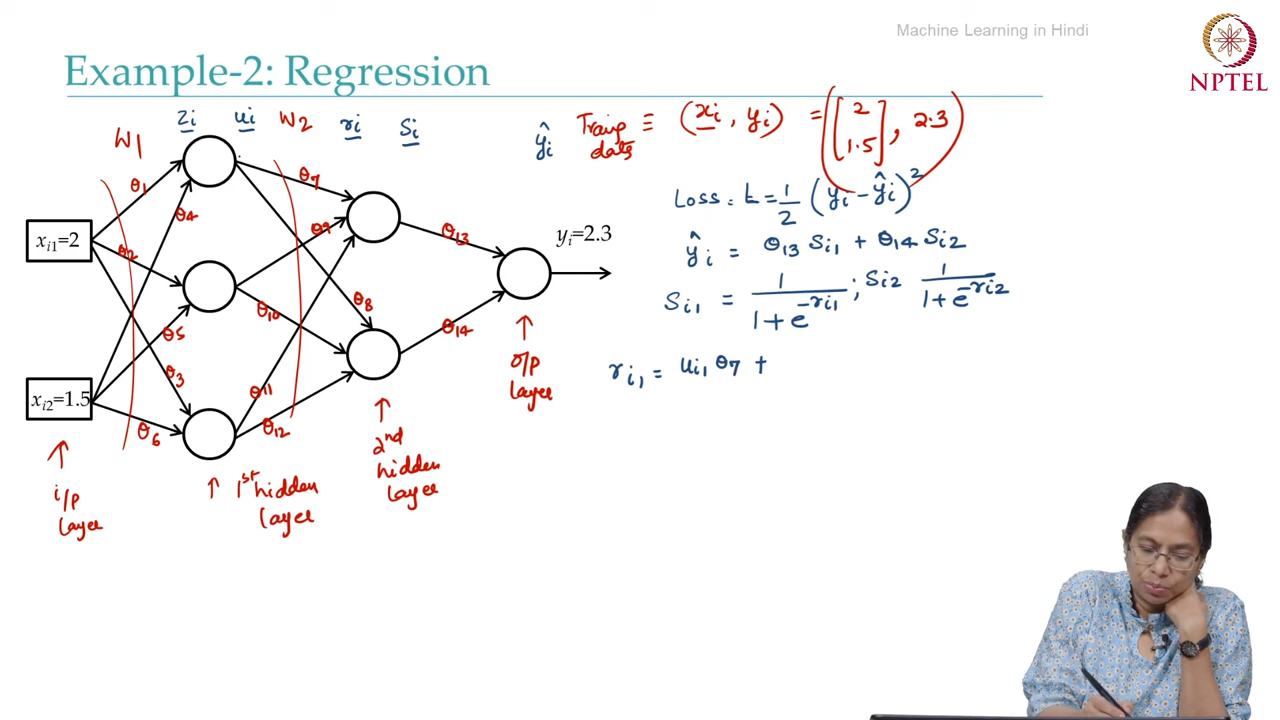 Machine Learning in Hindi
NPTEL
Example-2: Regression
W1 zi ui W2 ri si ŷi
Traing data ≡ (xi, yi) = ([2 1.5], 2.3)
Loss = L = 1/2 (yi - ŷi)²
ŷi = θ13 Si1 + θ14 Si2
Si1 = 1/1+e^-ri1 ; Si2 1/1+e^-ri2
ri1 = ui1 θ7 +
θ1
θ4
θ2
θ5
θ3
θ6
θ7
θ9
θ8
θ10
θ11
θ12
θ13
θ14
xi1=2
xi2=1.5
yi=2.3
i/p layer
1st hidden layer
2nd hidden layer
o/p layer